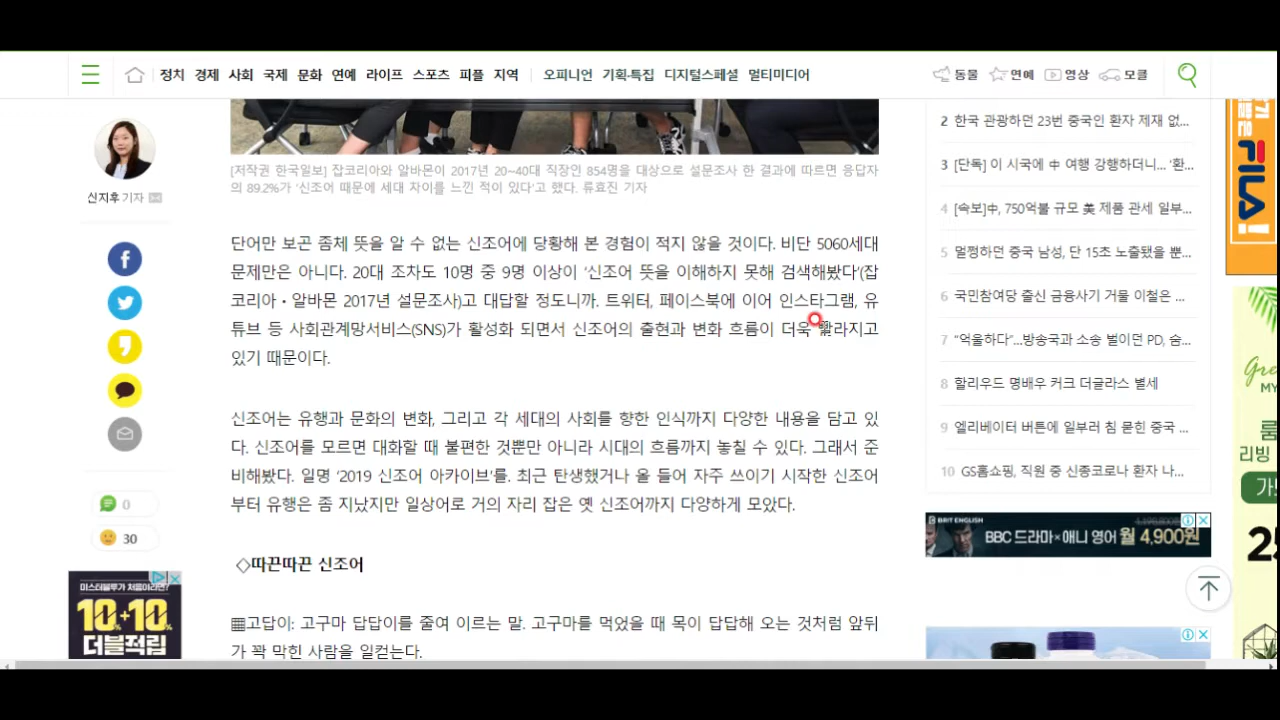 정치 경제 사회 국제 문화 연예 라이프 스포츠 피플 지역 오피니언 기획·특집 디지털스페셜 멀티미디어 동물 연예 영상 모클
신지후 기자
0
30
미스터블루가 처음이라면?
10%+10%
더블적립
[저작권 한국일보] 잡코리아와 알바몬이 2017년 20~40대 직장인 854명을 대상으로 설문조사 한 결과에 따르면 응답자
의 89.2%가 ‘신조어 때문에 세대 차이를 느낀 적이 있다’고 했다. 류효진 기자
단어만 보곤 좀체 뜻을 알 수 없는 신조어에 당황해 본 경험이 적지 않을 것이다. 비단 5060세대
문제만은 아니다. 20대 조차도 10명 중 9명 이상이 ‘신조어 뜻을 이해하지 못해 검색해봤다’(잡
코리아·알바몬 2017년 설문조사)고 대답할 정도니까. 트위터, 페이스북에 이어 인스타그램, 유
튜브 등 사회관계망서비스(SNS)가 활성화 되면서 신조어의 출현과 변화 흐름이 더욱 빨라지고
있기 때문이다.
신조어는 유행과 문화의 변화, 그리고 각 세대의 사회를 향한 인식까지 다양한 내용을 담고 있
다. 신조어를 모르면 대화할 때 불편한 것뿐만 아니라 시대의 흐름까지 놓칠 수 있다. 그래서 준
비해봤다. 일명 ‘2019 신조어 아카이브’를. 최근 탄생했거나 올 들어 자주 쓰이기 시작한 신조어
부터 유행은 좀 지났지만 일상어로 거의 자리 잡은 옛 신조어까지 다양하게 모았다.
◇따끈따끈 신조어
▦고답이: 고구마 답답이를 줄여 이르는 말. 고구마를 먹었을 때 목이 답답해 오는 것처럼 앞뒤
가 꽉 막힌 사람을 일컫는다.
2 한국 관광하던 23번 중국인 환자 제재 없...
3 [단독] 이 시국에 中 여행 강행하더니... ‘환...
4 [속보]中, 750억불 규모 美 제품 관세 일부...
5 멀쩡하던 중국 남성, 단 15초 노출됐을 뿐...
6 국민참여당 출신 금융사기 거물 이철은 ...
7 “억울하다”...방송국과 소송 벌이던 PD, 숨...
8 할리우드 명배우 커크 더글라스 별세
9 엘리베이터 버튼에 일부러 침 묻힌 중국 ...
10 GS홈쇼핑, 직원 중 신종코로나 환자 나...
BRIT ENGLISH
BBC 드라마×애니 영어 월 4,900원
FILA!
리빙